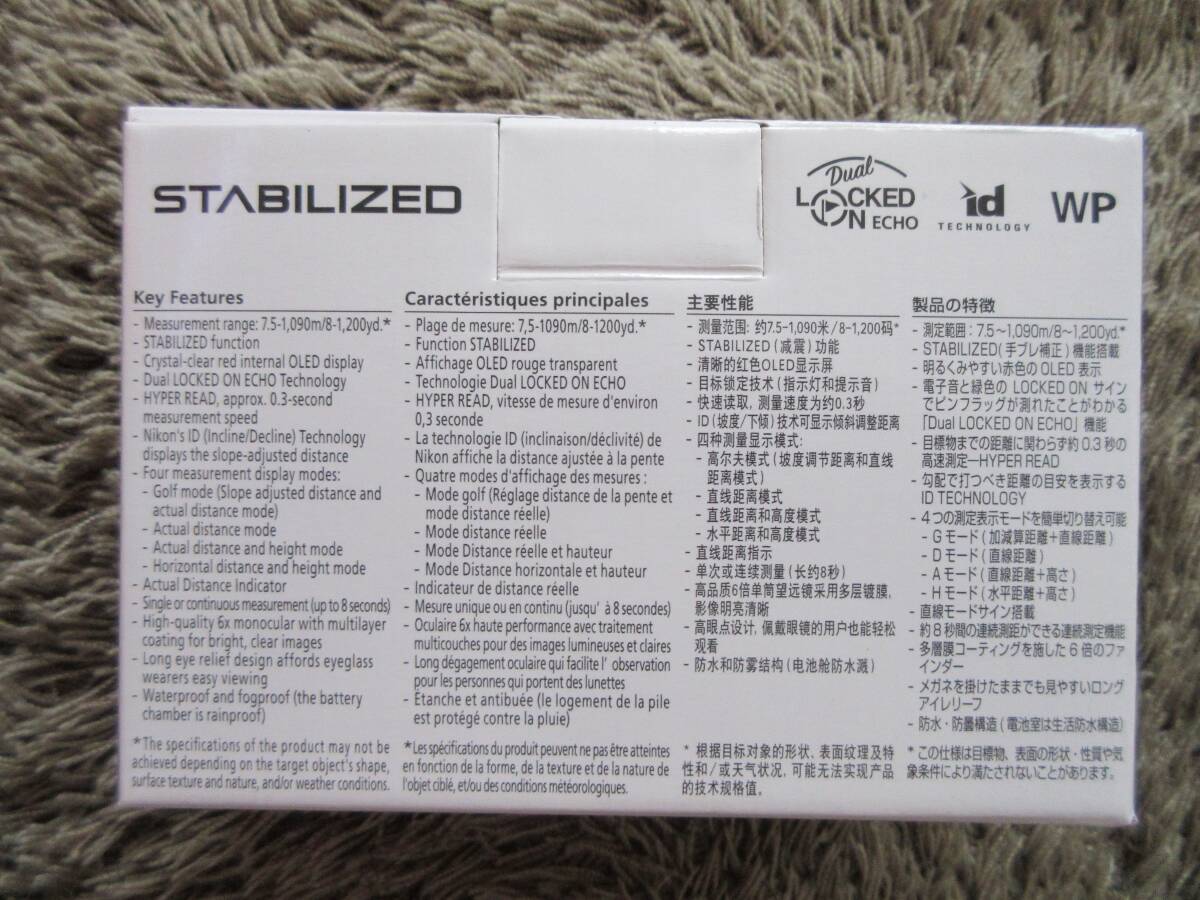 STABILIZED
Dual
LOCKED
ON ECHO
id
TECHNOLOGY
WP
Key Features
- Measurement range: 7.5-1,090m/8-1,200yd.*
- STABILIZED function
- Crystal-clear red internal OLED display
- Dual LOCKED ON ECHO Technology
- HYPER READ, approx. 0.3-second
measurement speed
- Nikon's ID (Incline/Decline) Technology
displays the slope-adjusted distance
- Four measurement display modes:
- Golf mode (Slope adjusted distance and
actual distance mode)
- Actual distance mode
- Actual distance and height mode
- Horizontal distance and height mode
- Actual Distance Indicator
- Single or continuous measurement (up to 8 seconds)
- High-quality 6x monocular with multilayer
coating for bright, clear images
- Long eye relief design affords eyeglass
wearers easy viewing
- Waterproof and fogproof (the battery
chamber is rainproof)
*The specifications of the product may not be
achieved depending on the target object's shape,
surface texture and nature, and/or weather conditions.
Caractéristiques principales
- Plage de mesure: 7,5-1090m/8-1200yd.*
- Function STABILIZED
- Affichage OLED rouge transparent
- Technologie Dual LOCKED ON ECHO
- HYPER READ, vitesse de mesure d'environ
0,3 seconde
- La technologie ID (inclinaison/déclivité) de
Nikon affiche la distance ajustée à la pente
- Quatre modes d'affichage des mesures :
- Mode golf (Réglage distance de la pente et
mode distance réelle)
- Mode distance réelle
- Mode Distance réelle et hauteur
- Mode Distance horizontale et hauteur
- Indicateur de distance réelle
- Mesure unique ou en continu (jusqu' à 8 secondes)
- Oculaire 6x haute performance avec traitement
multicouches pour des images lumineuses et claires
- Long dégagement oculaire qui facilite l' observation
pour les personnes qui portent des lunettes
- Étanche et antibuée (le logement de la pile
est protégé contre la pluie)
*Les spécifications du produit peuvent ne pas être atteintes
en fonction de la forme, de la texture et de la nature de
l'objet ciblé, et/ou des conditions météorologiques.
主要性能
- 测量范围: 约7.5-1,090米/8-1,200码*
- STABILIZED (减震) 功能
- 清晰的红色OLED显示屏
- 目标锁定技术 (指示灯和提示音)
- 快速读取, 测量速度为约0.3秒
- ID (坡度/下倾) 技术可显示倾斜调整距离
- 四种测量显示模式:
- 高尔夫模式 (坡度调节距离和直线
距离模式)
- 直线距离模式
- 直线距离和高度模式
- 水平距离和高度模式
- 直线距离指示
- 单次或连续测量 (长约8秒)
- 高品质6倍单筒望远镜采用多层镀膜,
影像明亮清晰
- 高眼点设计, 佩戴眼镜的用户也能轻松
观看
- 防水和防雾结构 (电池舱防水溅)
* 根据目标对象的形状, 表面纹理及特
性和/或天气状况, 可能无法实现产品
的技术规格值。
製品の特徴
- 測定範囲: 7.5～1,090m/8～1,200yd.*
- STABILIZED(手ブレ補正) 機能搭載
- 明るくみやすい赤色の OLED 表示
- 電子音と緑色の LOCKED ON サイン
でピンフラッグが測れたことがわかる
「Dual LOCKED ON ECHO」機能
- 目標物までの距離に関わらず約 0.3 秒の
高速測定—HYPER READ
- 勾配で打つべき距離の目安を表示する
ID TECHNOLOGY
- 4つの測定表示モードを簡単切り替え可能
- G モード (加減算距離＋直線距離)
- D モード (直線距離)
- A モード (直線距離＋高さ)
- H モード (水平距離＋高さ)
- 直線モードサイン搭載
- 約 8 秒間の連続測距ができる連続測定機能
- 多層膜コーティングを施した 6 倍のファ
インダー
- メガネを掛けたままでも見やすいロング
アイレリーフ
- 防水・防曇構造 (電池室は生活防水構造)
* この仕様は目標物、表面の形状・性質や気
象条件により満たされないことがあります。